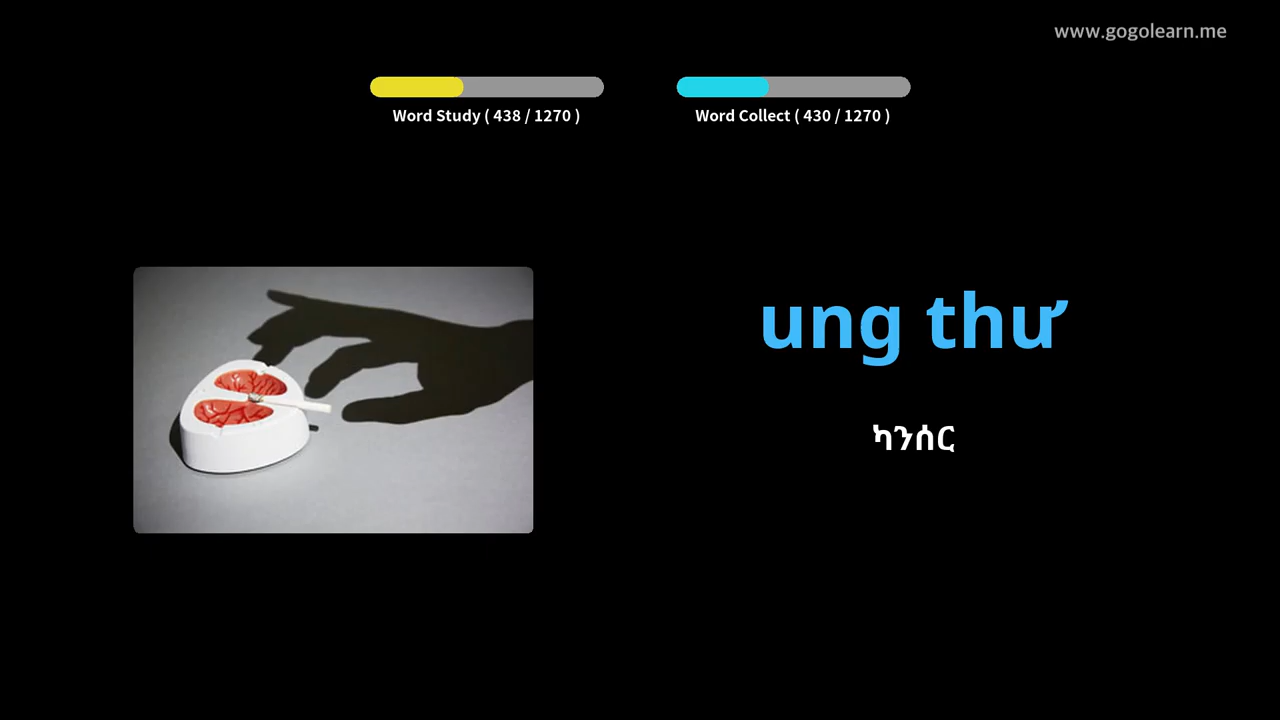 www.gogolearn.me
Word Study ( 438 / 1270 )
Word Collect ( 430 / 1270 )
ung thư
ካንሰር